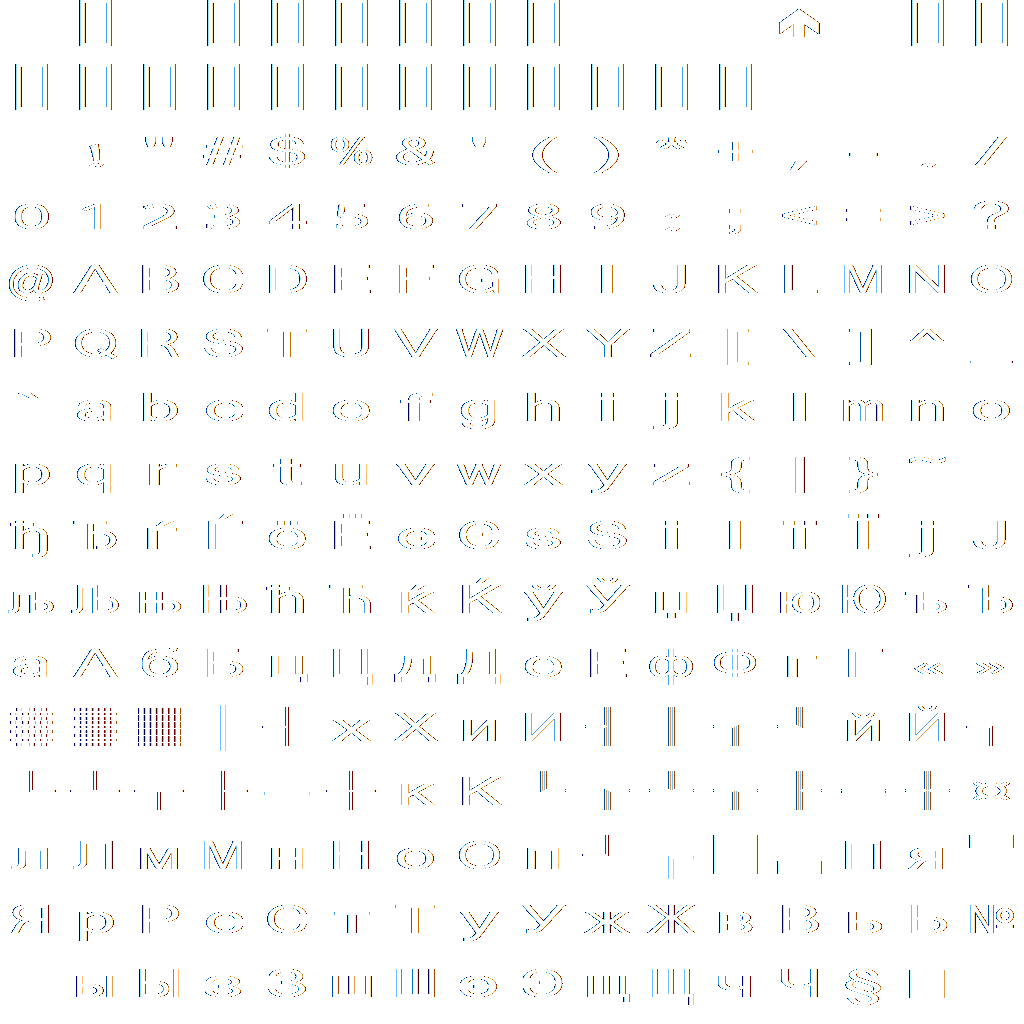 ! " # $ % & ' ( ) * + , - . /
0 1 2 3 4 5 6 7 8 9 : ; < = > ?
@ A B C D E F G H I J K L M N O
P Q R S T U V W X Y Z [ \ ] ^ _
` a b c d e f g h i j k l m n o
p q r s t u v w x y z { | } ~
ђ Ђ ѓ Ѓ ё Ё є Є ѕ Ѕ і І ї Ї ј Ј
љ Љ њ Њ ћ Ћ ќ Ќ ў Ў џ Џ ю Ю ъ Ъ
а А б Б ц Ц д Д е Е ф Ф г Г « »
░ ▒ ▓ │ ┤ х Х и И ╣ ║ ╗ ╝ й Й ┐
└ ┴ ┬ ├ ─ ┼ к К ╚ ╔ ╩ ╦ ╠ ═ ╬ ¤
л Л м М н Н о О п ┘ ┌ █ ▄ П я ▀
Я р Р с С т Т у У ж Ж в В ь Ь №
ы Ы з З ш Ш э Э щ Щ ч Ч § ■